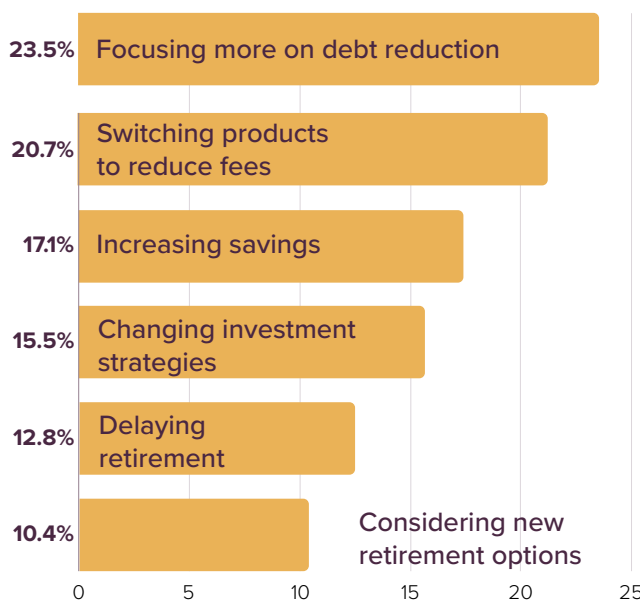 23.5% Focusing more on debt reduction
20.7% Switching products
to reduce fees
17.1% Increasing savings
15.5% Changing investment
strategies
12.8% Delaying
retirement
10.4% Considering new
retirement options
0 5 10 15 20 25